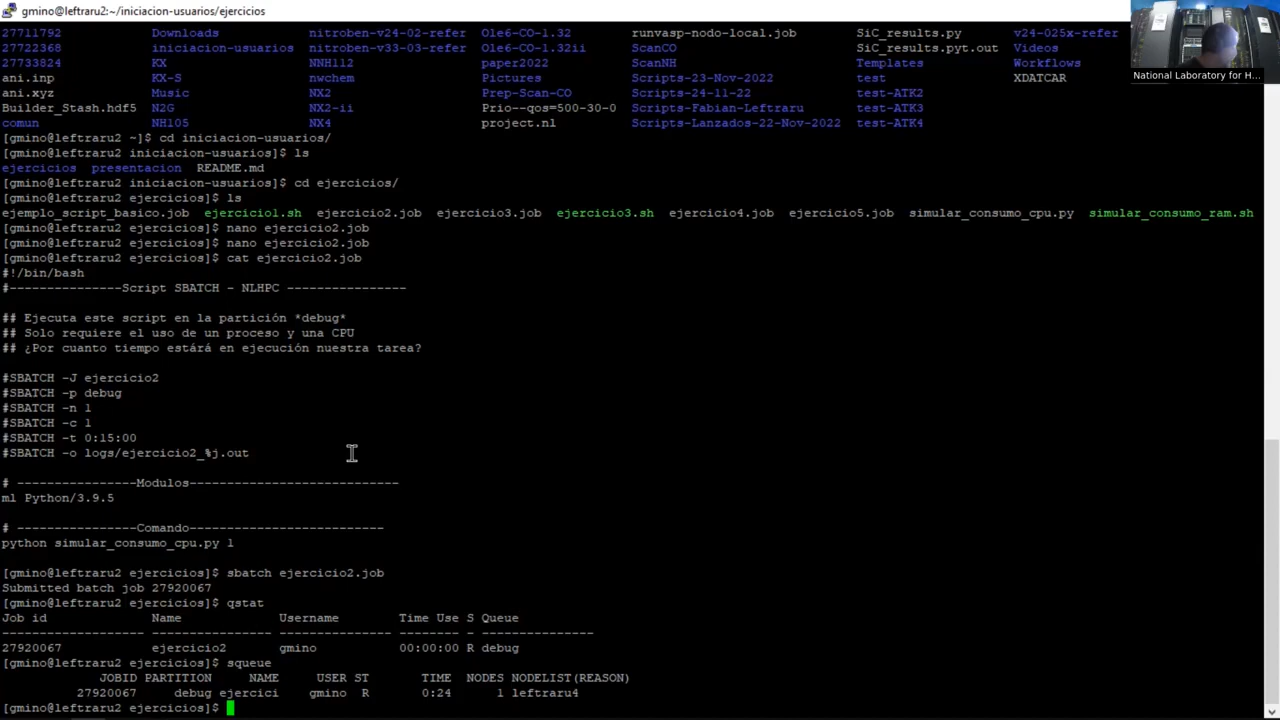 gmino@leftraru2:~/iniciacion-usuarios/ejercicios
27711792 Downloads nitroben-v24-02-refer Ole6-CO-1.32 runvasp-nodo-local.job SiC_results.py v24-025x-refer
27722368 iniciacion-usuarios nitroben-v33-03-refer Ole6-CO-1.32ii ScanCO SiC_results.pyt.out Videos
27733824 KX NNH112 paper2022 ScanNH Templates Workflows
ani.inp KX-S nwchem Pictures Scripts-23-Nov-2022 test XDATCAR
ani.xyz Music NX2 Prep-Scan-CO Scripts-24-11-22 test-ATK2
Builder_Stash.hdf5 N2G NX2-ii Prio--qos=500-30-0 Scripts-Fabian-Leftraru test-ATK3
comun NH105 NX4 project.nl Scripts-Lanzados-22-Nov-2022 test-ATK4
[gmino@leftraru2 ~]$ cd iniciacion-usuarios/
[gmino@leftraru2 iniciacion-usuarios]$ ls
ejercicios presentacion README.md
[gmino@leftraru2 iniciacion-usuarios]$ cd ejercicios/
[gmino@leftraru2 ejercicios]$ ls
ejemplo_script_basico.job ejercicio1.sh ejercicio2.job ejercicio3.job ejercicio3.sh ejercicio4.job ejercicio5.job simular_consumo_cpu.py simular_consumo_ram.sh
[gmino@leftraru2 ejercicios]$ nano ejercicio2.job
[gmino@leftraru2 ejercicios]$ nano ejercicio2.job
[gmino@leftraru2 ejercicios]$ cat ejercicio2.job
#!/bin/bash
#---------------Script SBATCH - NLHPC ----------------
## Ejecuta este script en la partición *debug*
## Solo requiere el uso de un proceso y una CPU
## ¿Por cuanto tiempo estárá en ejecución nuestra tarea?
#SBATCH -J ejercicio2
#SBATCH -p debug
#SBATCH -n 1
#SBATCH -c 1
#SBATCH -t 0:15:00
#SBATCH -o logs/ejercicio2_%j.out
# ----------------Modulos----------------------------
ml Python/3.9.5
# ----------------Comando--------------------------
python simular_consumo_cpu.py 1
[gmino@leftraru2 ejercicios]$ sbatch ejercicio2.job
Submitted batch job 27920067
[gmino@leftraru2 ejercicios]$ qstat
Job id Name Username Time Use S Queue
------------------- ---------------- --------------- -------- - ---------------
27920067 ejercicio2 gmino 00:00:00 R debug
[gmino@leftraru2 ejercicios]$ squeue
JOBID PARTITION NAME USER ST TIME NODES NODELIST(REASON)
27920067 debug ejercici gmino R 0:24 1 leftraru4
[gmino@leftraru2 ejercicios]$
National Laboratory for H...